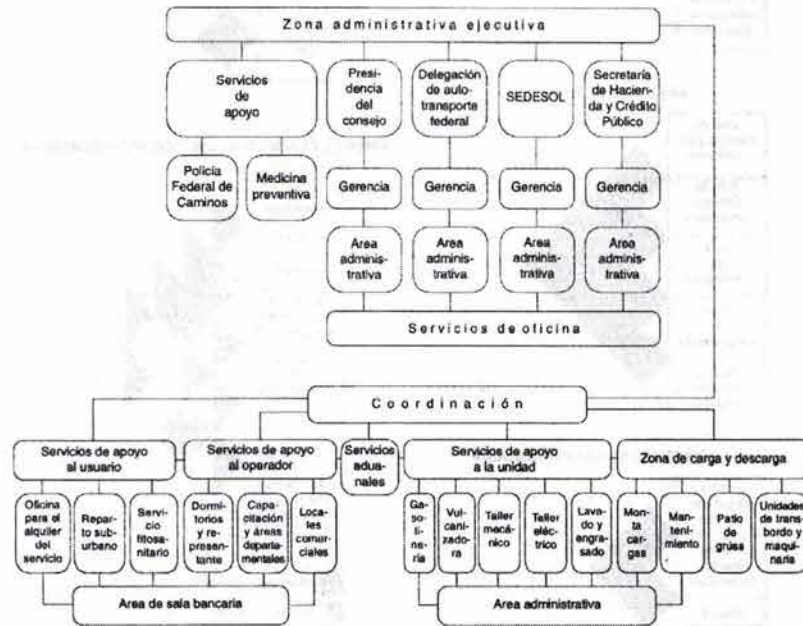 Zona administrativa ejecutiva
Servicios
de
apoyo
Presi-
dencia
del
consejo
Delegación
de auto-
transporte
federal
SEDESOL
Secretaría
de Hacien-
da y Crédito
Público
Policía
Federal de
Caminos
Medicina
preventiva
Gerencia
Gerencia
Gerencia
Gerencia
Area
adminis-
trativa
Area
adminis-
trativa
Area
adminis-
trativa
Area
adminis-
trativa
Servicios de oficina
Coordinación
Servicios de apoyo
al usuario
Servicios de apoyo
al operador
Servicios
adua-
nales
Servicios de apoyo
a la unidad
Zona de carga y descarga
Oficina
para el
alquiler
del
servicio
Repar-
to sub-
urbano
Servi-
cio
fitosa-
nitario
Dormi-
torios
y re-
presen-
tante
Capa-
citación
y áreas
departa-
mentales
Loca-
les
comer-
ciales
Ga-
so-
li-
ne-
ría
Vul-
cani-
zado-
ra
Taller
mecá-
nico
Taller
eléc-
trico
Lava-
do y
engra-
sado
Mon-
ta
car-
gas
Man-
teni-
miento
Patio
de
grúas
Unidades
de trans-
bordo y
maqui-
naria
Area de sala bancaria
Area administrativa